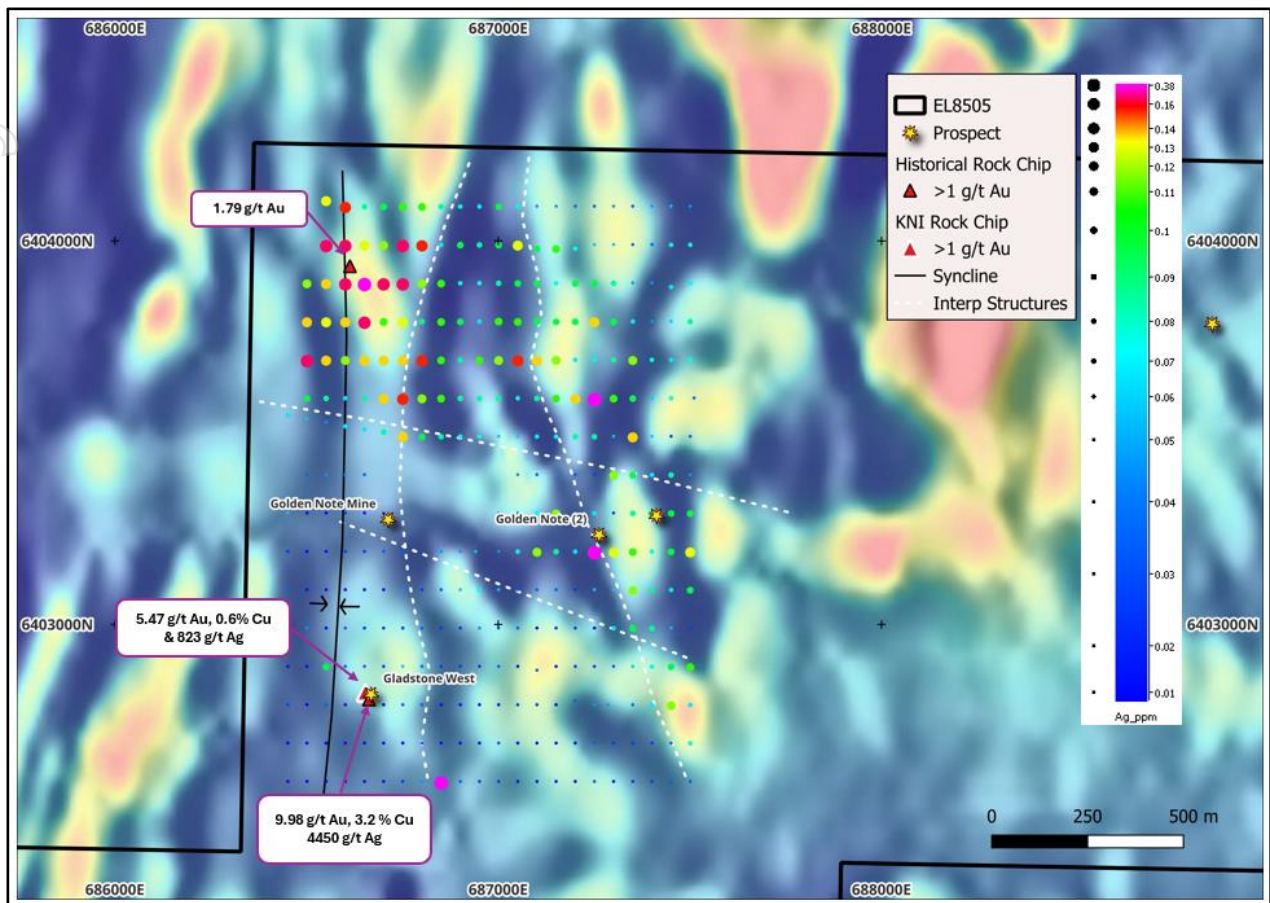 686000E
687000E
688000E
EL8505
Prospect
Historical Rock Chip
>1 g/t Au
KNI Rock Chip
>1 g/t Au
Syncline
Interp Structures
0.38
0.16
0.14
0.13
0.12
0.11
0.1
0.09
0.08
0.07
0.06
0.05
0.04
0.03
0.02
0.01
Ag_ppm
1.79 g/t Au
6404000N
6404000N
Golden Note Mine
Golden Note (2)
5.47 g/t Au, 0.6% Cu
& 823 g/t Ag
6403000N
6403000N
Gladstone West
9.98 g/t Au, 3.2 % Cu
4450 g/t Ag
0 250 500 m
686000E
687000E
688000E